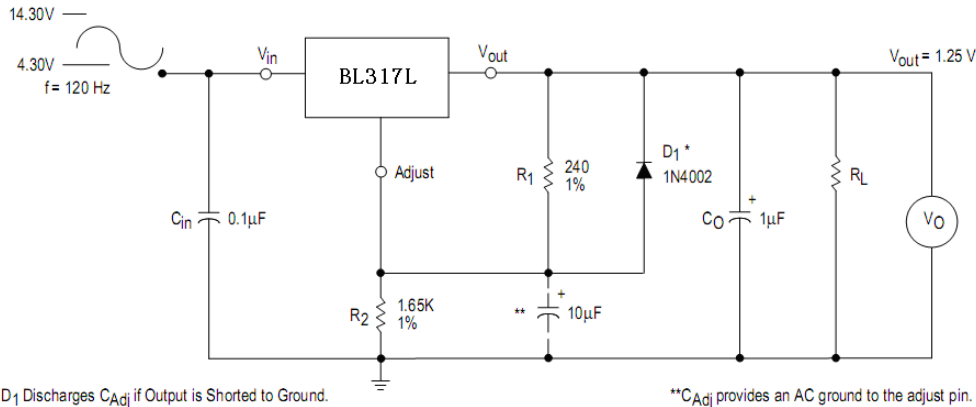 14.30V
4.30V
f= 120 Hz
Vin
BL317L
Vout
Vout = 1.25 V
Adjust
R1
240
1%
D1 *
1N4002
RL
Cin
0.1µF
CO
+
1µF
VO
R2
1.65K
1%
**
+
10µF
D1 Discharges CAdj if Output is Shorted to Ground.
**CAdj provides an AC ground to the adjust pin.